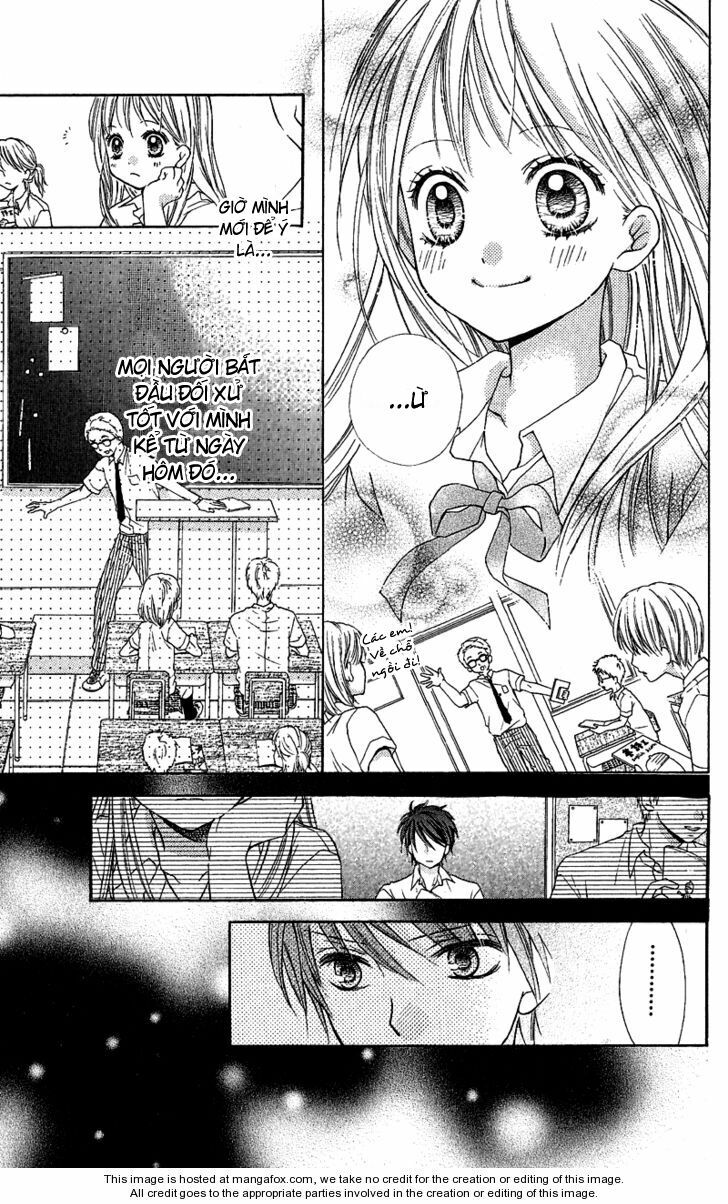 ...Ừ
Các em!
Về chỗ
ngồi đi!
GIỜ MÌNH
MỚI ĐỂ Ý
LÀ...
MỌI NGƯỜI BẮT
ĐẦU ĐỐI XỬ
TỐT VỚI MÌNH
KỂ TỪ NGÀY
HÔM ĐÓ...
.........
This image is hosted at mangafox.com, we take no credit for the creation or editing of this image.
All credit goes to the appropriate parties involved in the creation and editing of this image.